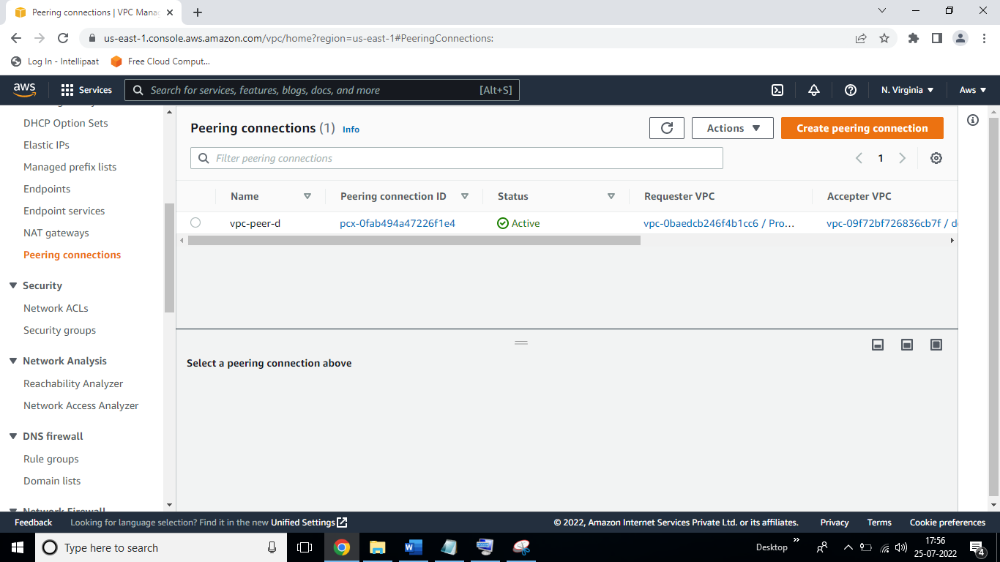 Peering connections | VPC Mana
us-east-1.console.aws.amazon.com/vpc/home?region=us-east-1#PeeringConnections:
Log In - Intellipaat
Free Cloud Comput...
aws
Services
Search for services, features, blogs, docs, and more
[Alt+S]
N. Virginia
Aws
DHCP Option Sets
Elastic IPs
Managed prefix lists
Endpoints
Endpoint services
NAT gateways
Peering connections
Security
Network ACLs
Security groups
Network Analysis
Reachability Analyzer
Network Access Analyzer
DNS firewall
Rule groups
Domain lists
Network Firewall
Peering connections (1) Info
Actions
Create peering connection
Filter peering connections
1
Name
Peering connection ID
Status
Requester VPC
Accepter VPC
vpc-peer-d
pcx-0fab494a47226f1e4
Active
vpc-0baedcb246f4b1cc6 / Pro...
vpc-09f72bf726836cb7f / d
Select a peering connection above
Feedback
Looking for language selection? Find it in the new Unified Settings
© 2022, Amazon Internet Services Private Ltd. or its affiliates.
Privacy
Terms
Cookie preferences
Type here to search
Desktop
17:56
25-07-2022
4